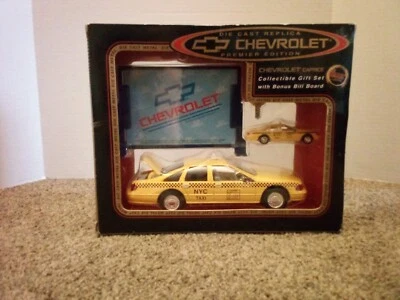 DIE CAST REPLICA
CHEVROLET
PREMIER EDITION
CHEVROLET CAPRICE
Collectible Gift Set
with Bonus Bill Board
CHEVROLET
NYC
TAXI